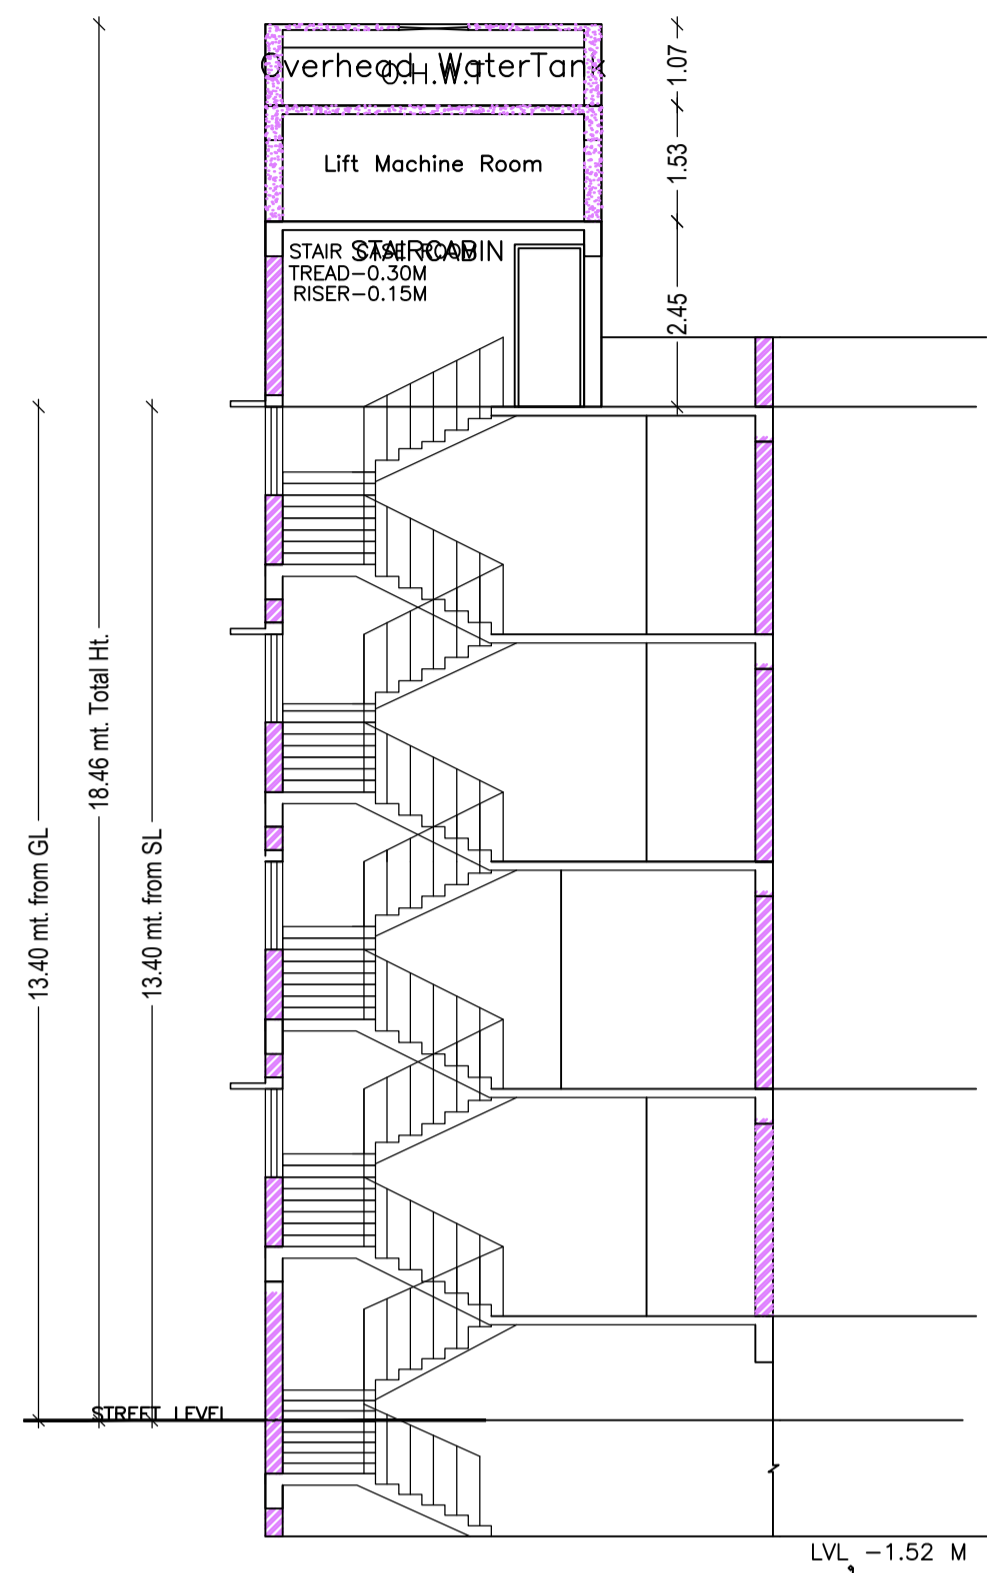 Overhead WaterTank
O.H.W.T
1.07
Lift Machine Room
1.53
STAIR CASE ROOM
STAIRCABIN
TREAD-0.30M
RISER-0.15M
2.45
18.46 mt. Total Ht.
13.40 mt. from GL
13.40 mt. from SL
STREET LEVEL
LVL, -1.52 M